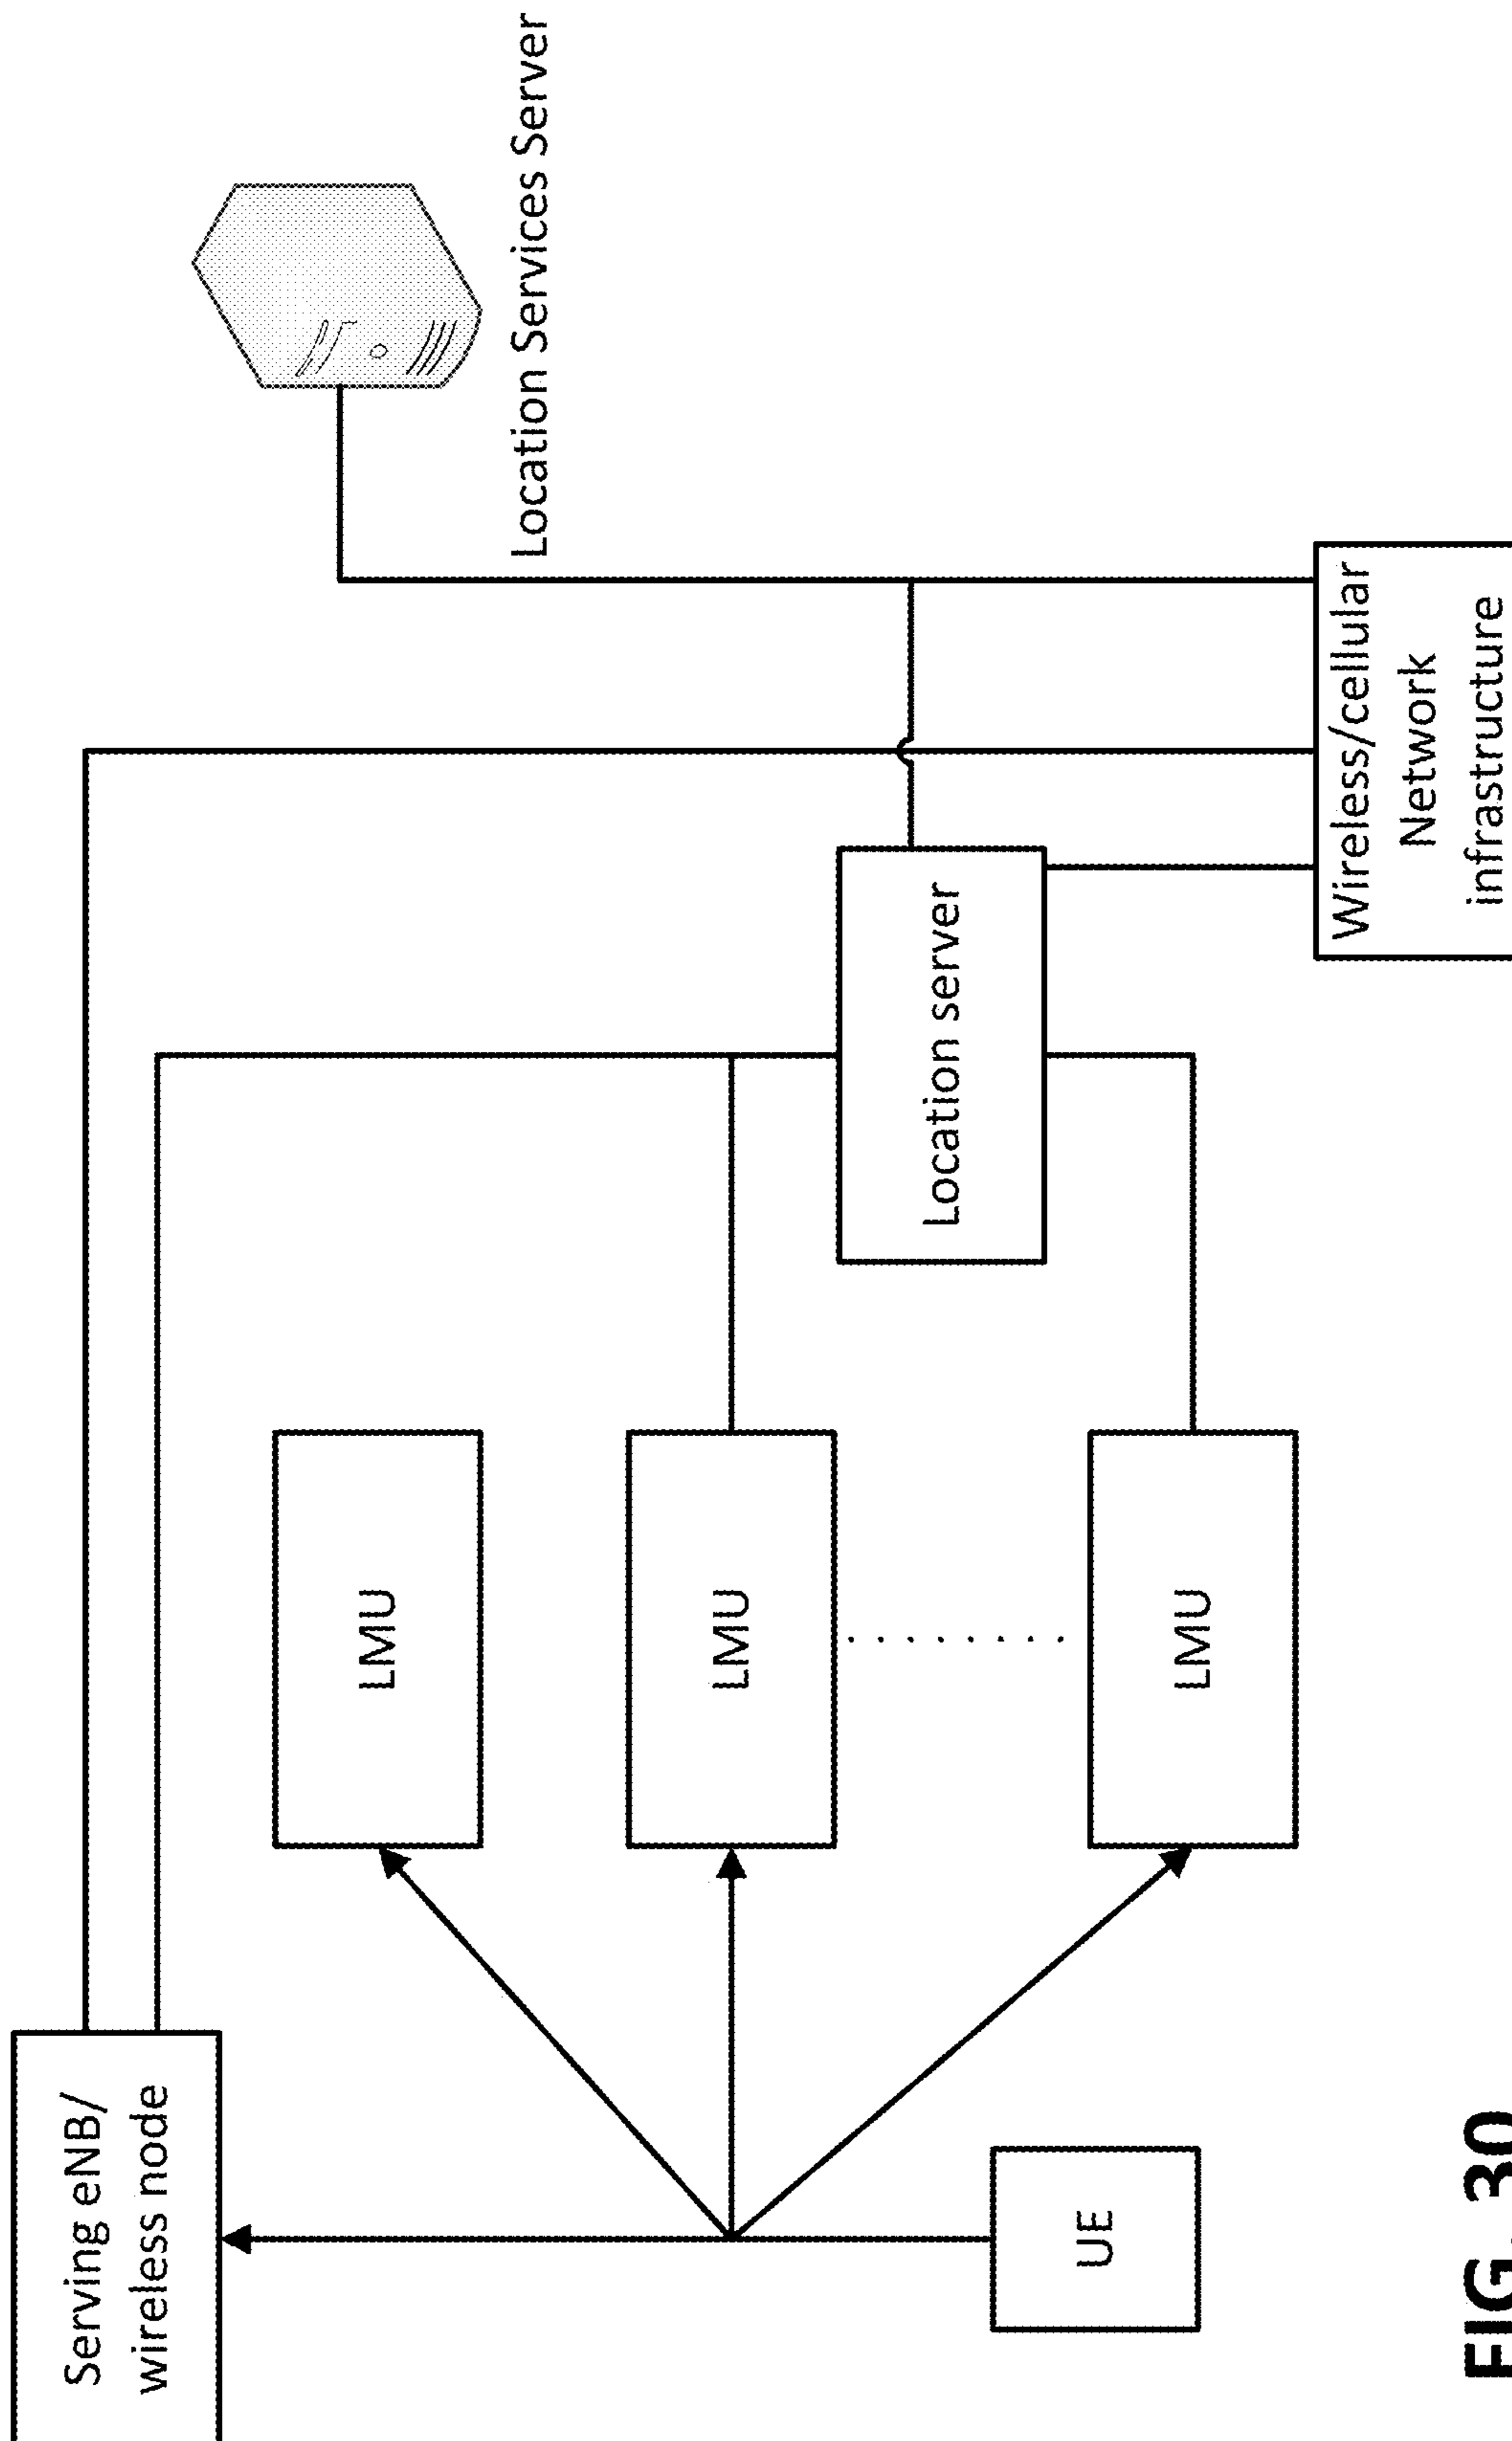 Serving eNB/
wireless node
LMU
LMU
LMU
UE
Location server
Location Services Server
Wireless/cellular
Network
infrastructure
FIG. 30